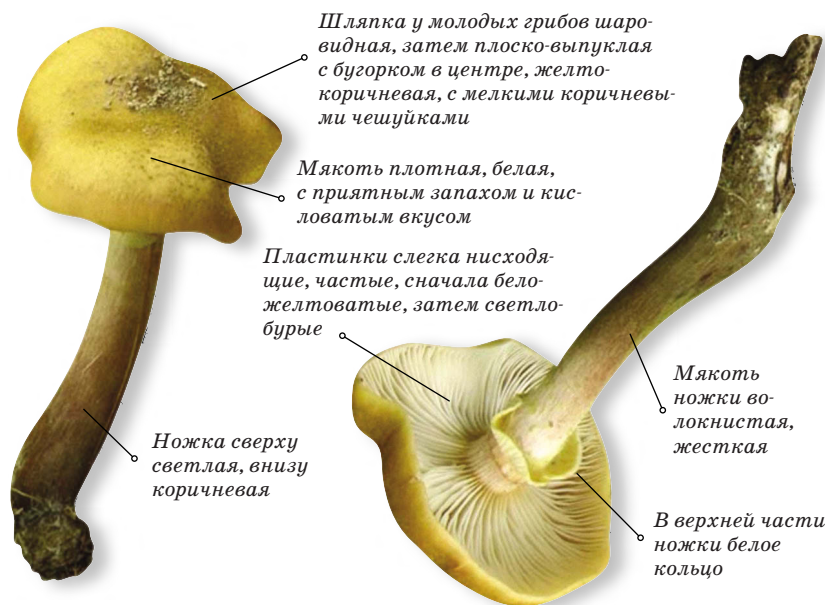 Шляпка у молодых грибов шаро-
видная, затем плоско-выпуклая
с бугорком в центре, желто-
коричневая, с мелкими коричневы-
ми чешуйками
Мякоть плотная, белая,
с приятным запахом и кис-
ловатым вкусом
Пластинки слегка нисходя-
щие, частые, сначала бело-
желтоватые, затем светло-
бурые
Мякоть
ножки во-
локнистая,
жесткая
Ножка сверху
светлая, внизу
коричневая
В верхней части
ножки белое
кольцо